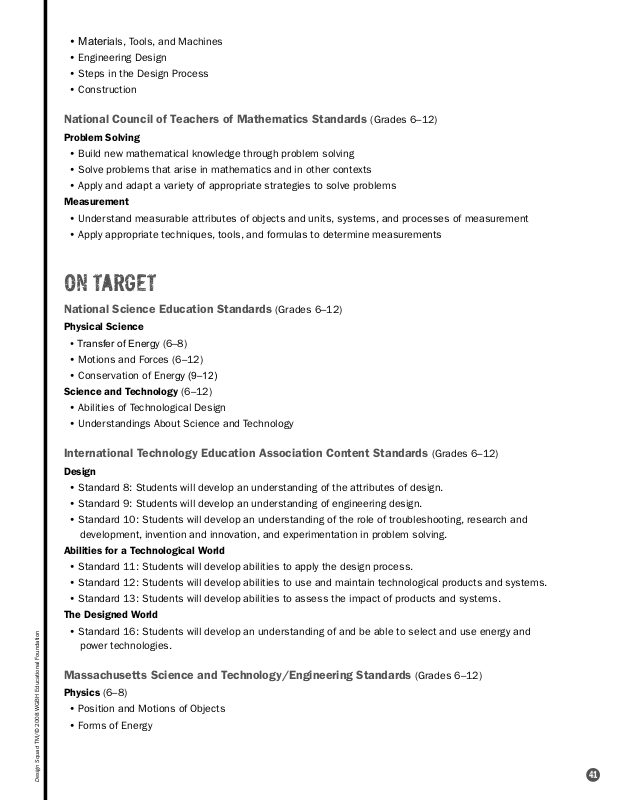 • Materials, Tools, and Machines
• Engineering Design
• Steps in the Design Process
• Construction
National Council of Teachers of Mathematics Standards (Grades 6–12)
Problem Solving
• Build new mathematical knowledge through problem solving
• Solve problems that arise in mathematics and in other contexts
• Apply and adapt a variety of appropriate strategies to solve problems
Measurement
• Understand measurable attributes of objects and units, systems, and processes of measurement
• Apply appropriate techniques, tools, and formulas to determine measurements
ON TARGET
National Science Education Standards (Grades 6–12)
Physical Science
• Transfer of Energy (6–8)
• Motions and Forces (6–12)
• Conservation of Energy (9–12)
Science and Technology (6–12)
• Abilities of Technological Design
• Understandings About Science and Technology
International Technology Education Association Content Standards (Grades 6–12)
Design
• Standard 8: Students will develop an understanding of the attributes of design.
• Standard 9: Students will develop an understanding of engineering design.
• Standard 10: Students will develop an understanding of the role of troubleshooting, research and
development, invention and innovation, and experimentation in problem solving.
Abilities for a Technological World
• Standard 11: Students will develop abilities to apply the design process.
• Standard 12: Students will develop abilities to use and maintain technological products and systems.
• Standard 13: Students will develop abilities to assess the impact of products and systems.
The Designed World
• Standard 16: Students will develop an understanding of and be able to select and use energy and
power technologies.
Massachusetts Science and Technology/Engineering Standards (Grades 6–12)
Physics (6–8)
• Position and Motions of Objects
• Forms of Energy
Design Squad TM/© 2008 WGBH Educational Foundation
41